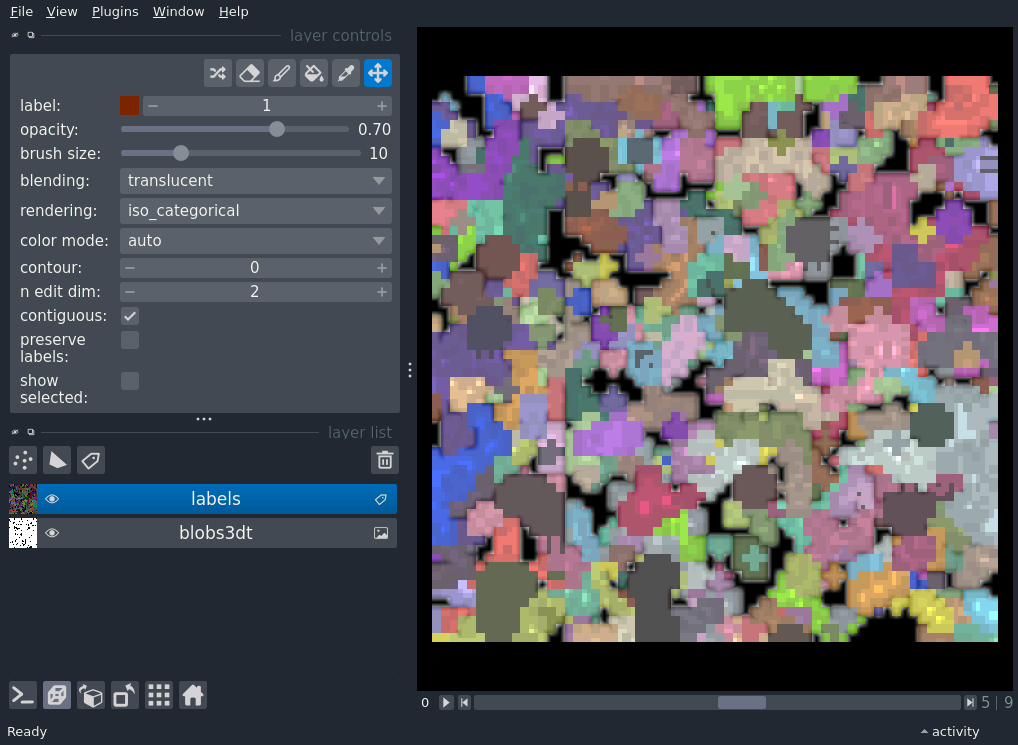 File View Plugins Window Help
layer controls
label: 1
opacity: 0.70
brush size: 10
blending: translucent
rendering: iso_categorical
color mode: auto
contour: 0
n edit dim: 2
contiguous:
preserve
labels:
show
selected:
layer list
labels
blobs3dt
0 5 | 9
Ready activity